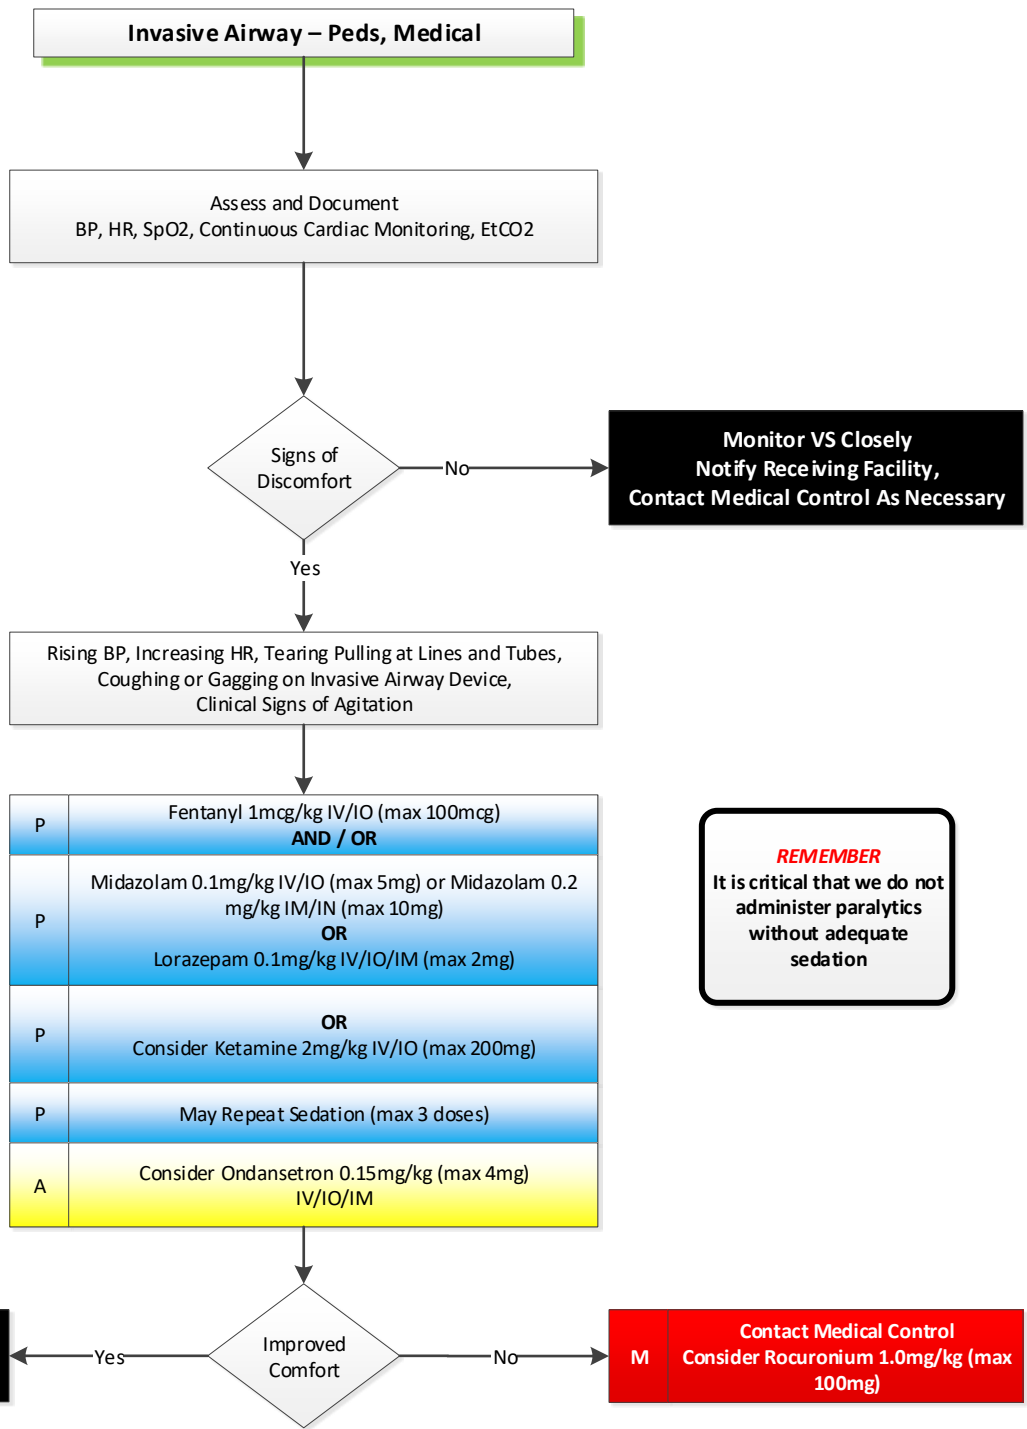 Invasive Airway – Peds, Medical
Assess and Document
BP, HR, SpO2, Continuous Cardiac Monitoring, EtCO2
Signs of
Discomfort
No
Monitor VS Closely
Notify Receiving Facility,
Contact Medical Control As Necessary
Yes
Rising BP, Increasing HR, Tearing Pulling at Lines and Tubes,
Coughing or Gagging on Invasive Airway Device,
Clinical Signs of Agitation
P
Fentanyl 1mcg/kg IV/IO (max 100mcg)
AND / OR
P
Midazolam 0.1mg/kg IV/IO (max 5mg) or Midazolam 0.2
mg/kg IM/IN (max 10mg)
OR
Lorazepam 0.1mg/kg IV/IO/IM (max 2mg)
P
OR
Consider Ketamine 2mg/kg IV/IO (max 200mg)
P
May Repeat Sedation (max 3 doses)
A
Consider Ondansetron 0.15mg/kg (max 4mg)
IV/IO/IM
REMEMBER
It is critical that we do not
administer paralytics
without adequate
sedation
Improved
Comfort
Yes
No
M
Contact Medical Control
Consider Rocuronium 1.0mg/kg (max
100mg)